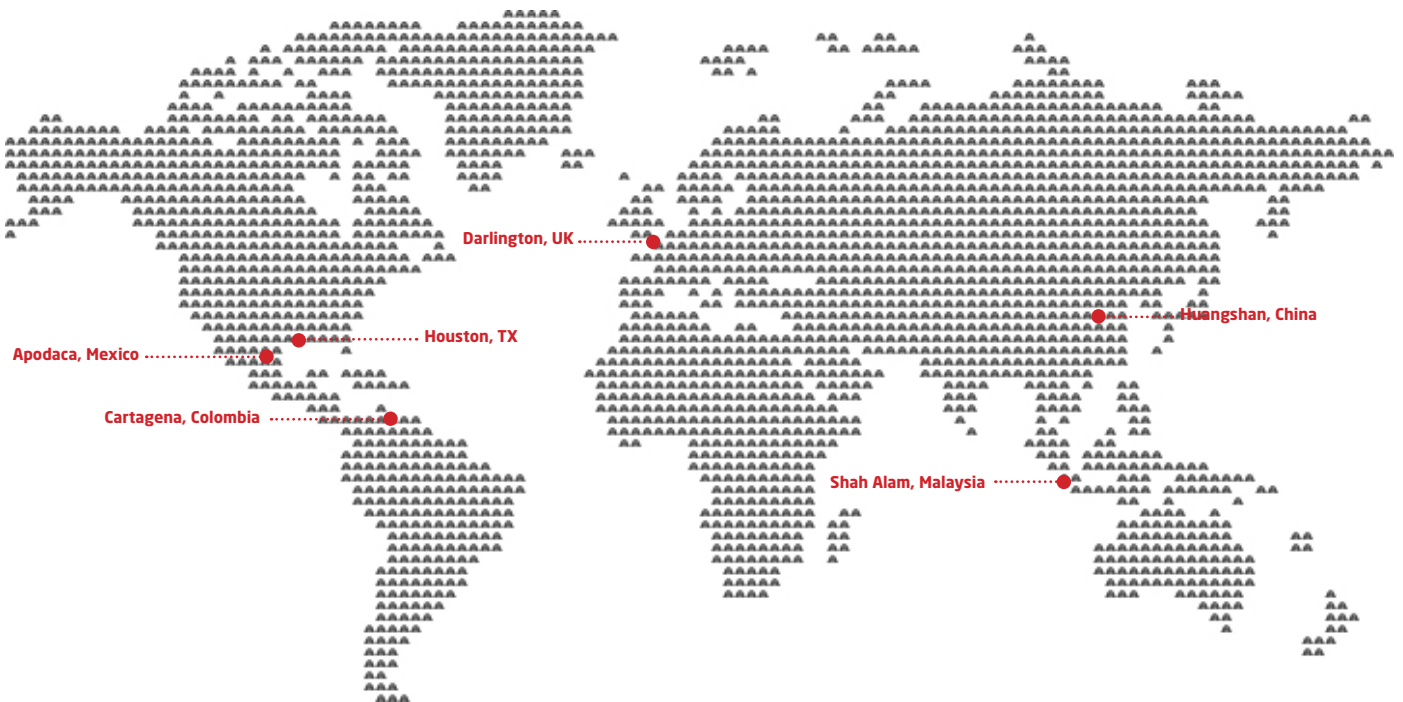 Darlington, UK
Huangshan, China
Houston, TX
Apodaca, Mexico
Cartagena, Colombia
Shah Alam, Malaysia